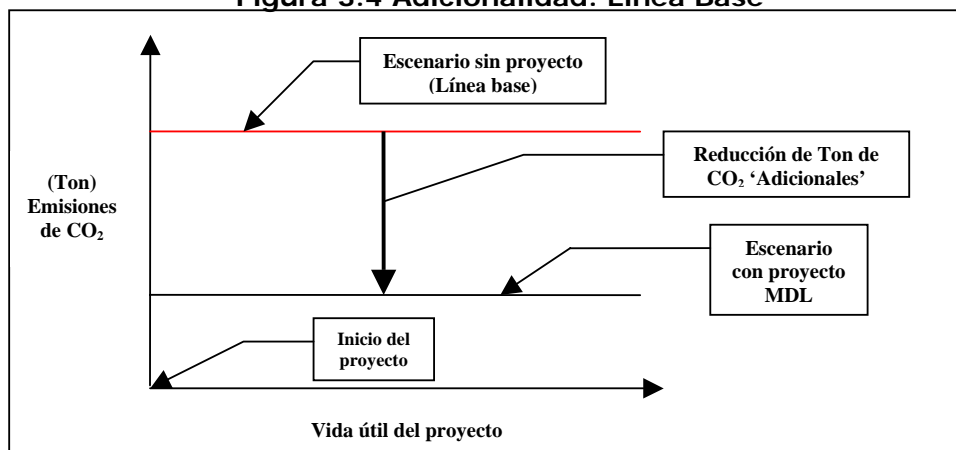 Figura 3.4 Adicionalidad: Línea Base
Escenario sin proyecto
(Línea base)
Reducción de Ton de
CO₂ ‘Adicionales’
(Ton)
Emisiones
de CO₂
Escenario
con proyecto
MDL
Inicio del
proyecto
Vida útil del proyecto